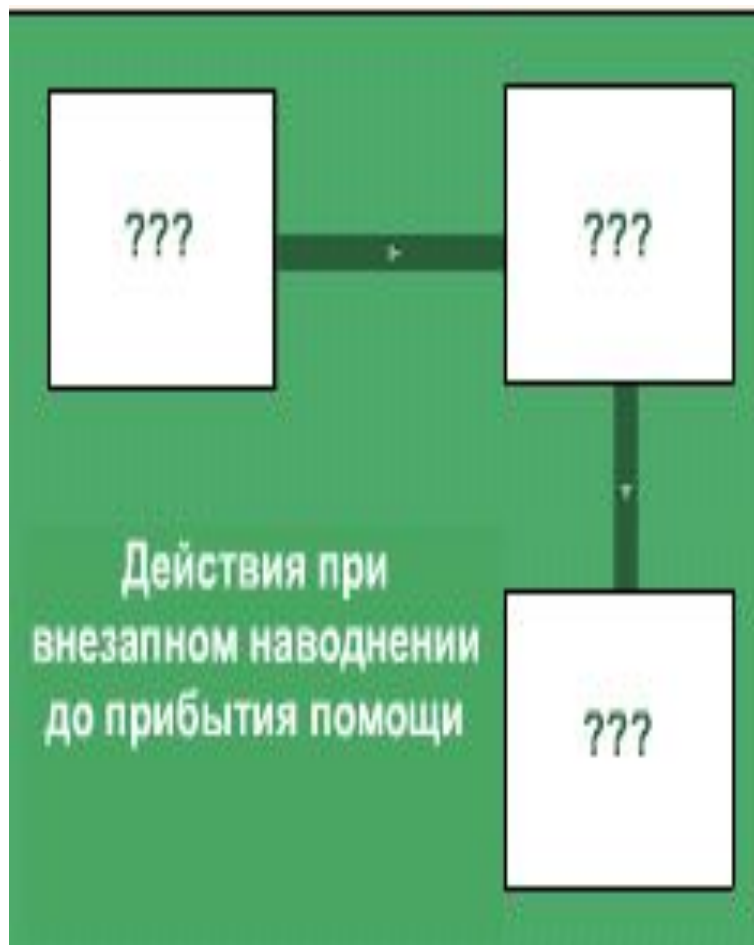 ???
???
Действия при
внезапном наводнении
до прибытия помощи
???